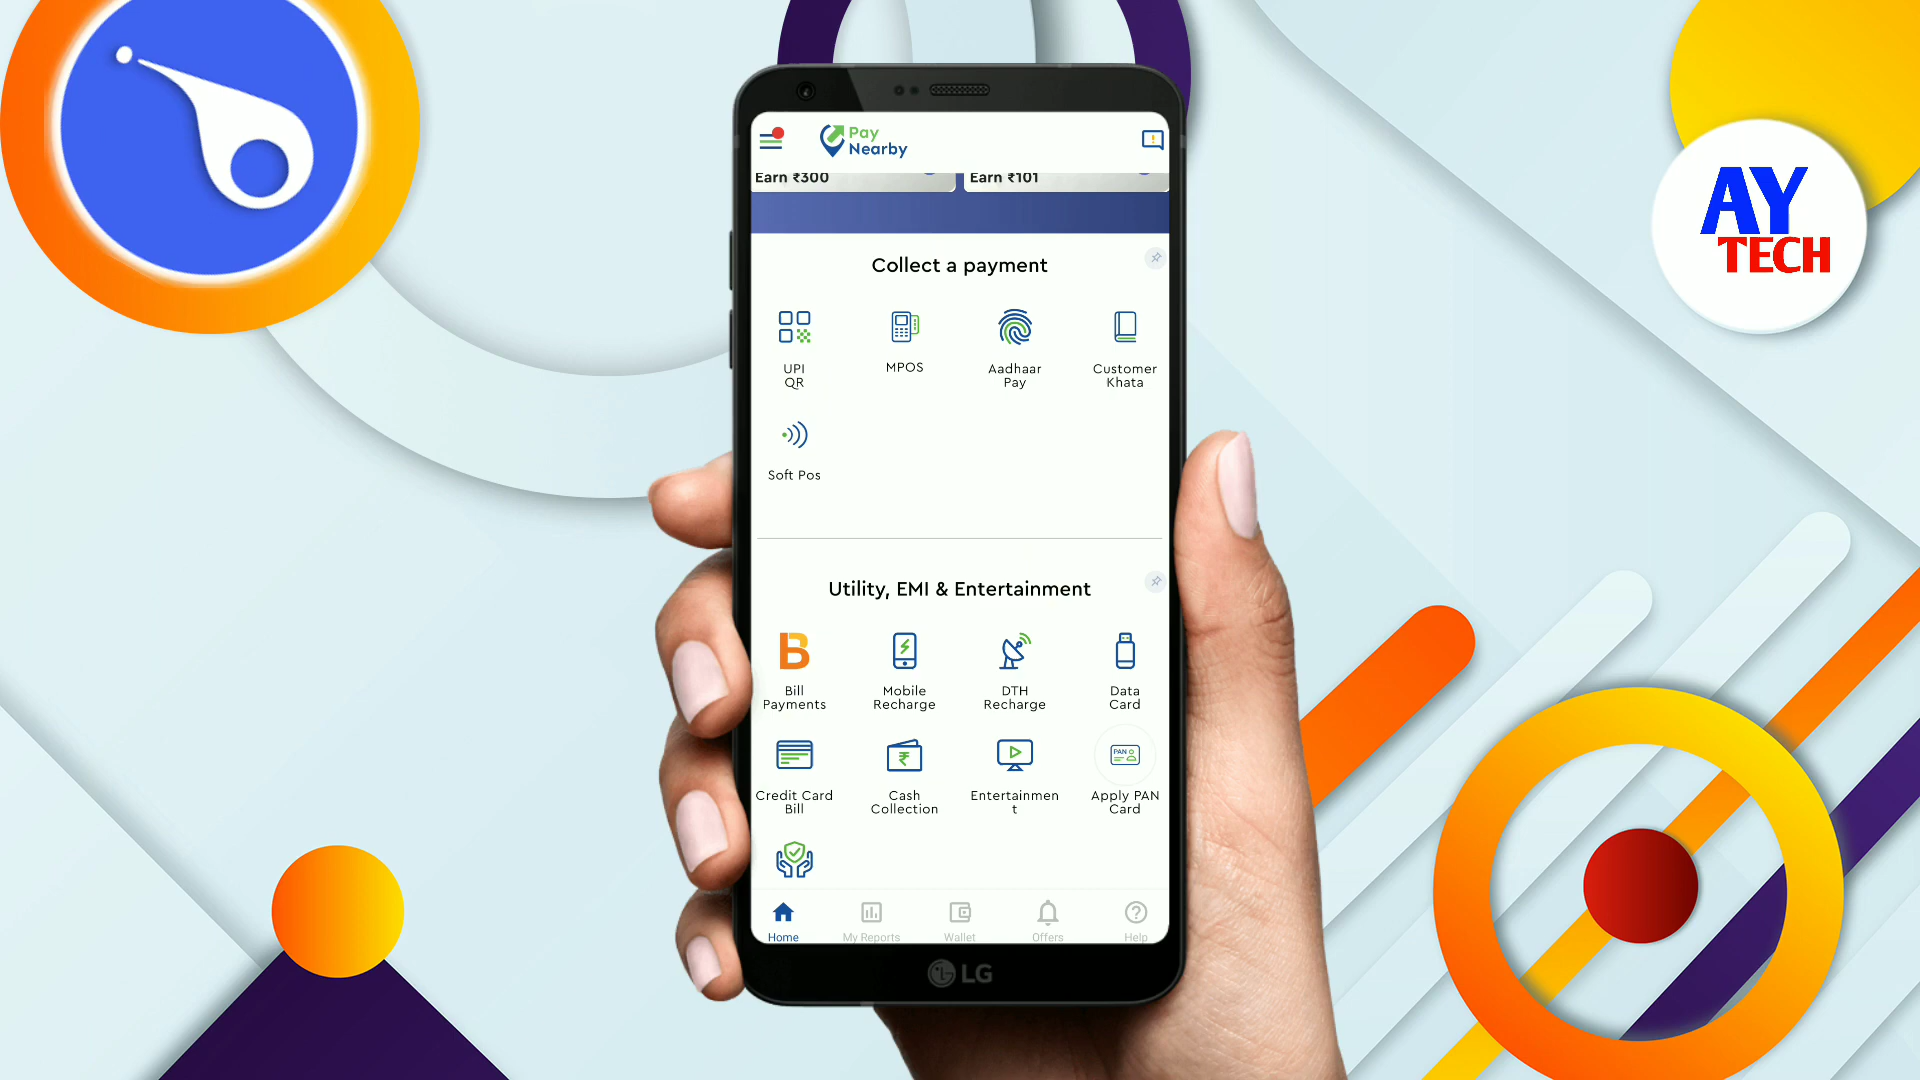 Pay
Nearby
Earn ₹300
Earn ₹101
AY
TECH
Collect a payment
UPI
QR
MPOS
Aadhaar
Pay
Customer
Khata
Soft Pos
Utility, EMI & Entertainment
B
Bill
Payments
Mobile
Recharge
DTH
Recharge
Data
Card
PAN
Credit Card
Bill
Cash
Collection
Entertainmen
t
Apply PAN
Card
Home
My Reports
Wallet
Offers
Help
LG